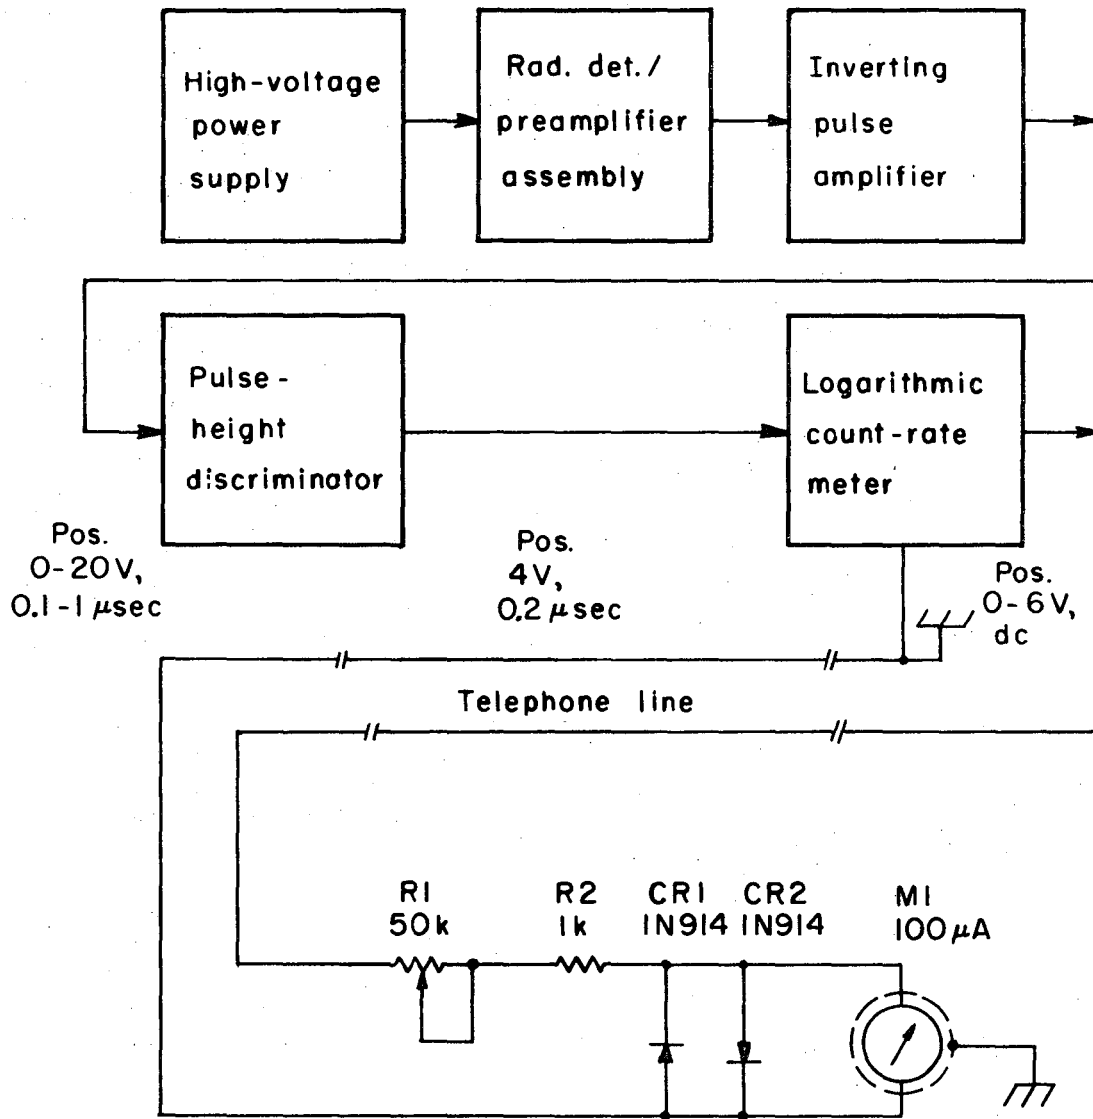 High-voltage
power
supply
Rad. det./
preamplifier
assembly
Inverting
pulse
amplifier
Pulse-
height
discriminator
Logarithmic
count-rate
meter
Pos.
0-20V,
0.1-1 μsec
Pos.
4V,
0.2 μsec
Pos.
0-6V,
dc
Telephone line
R1
50k
R2
1k
CR1
1N914
CR2
1N914
M1
100μA